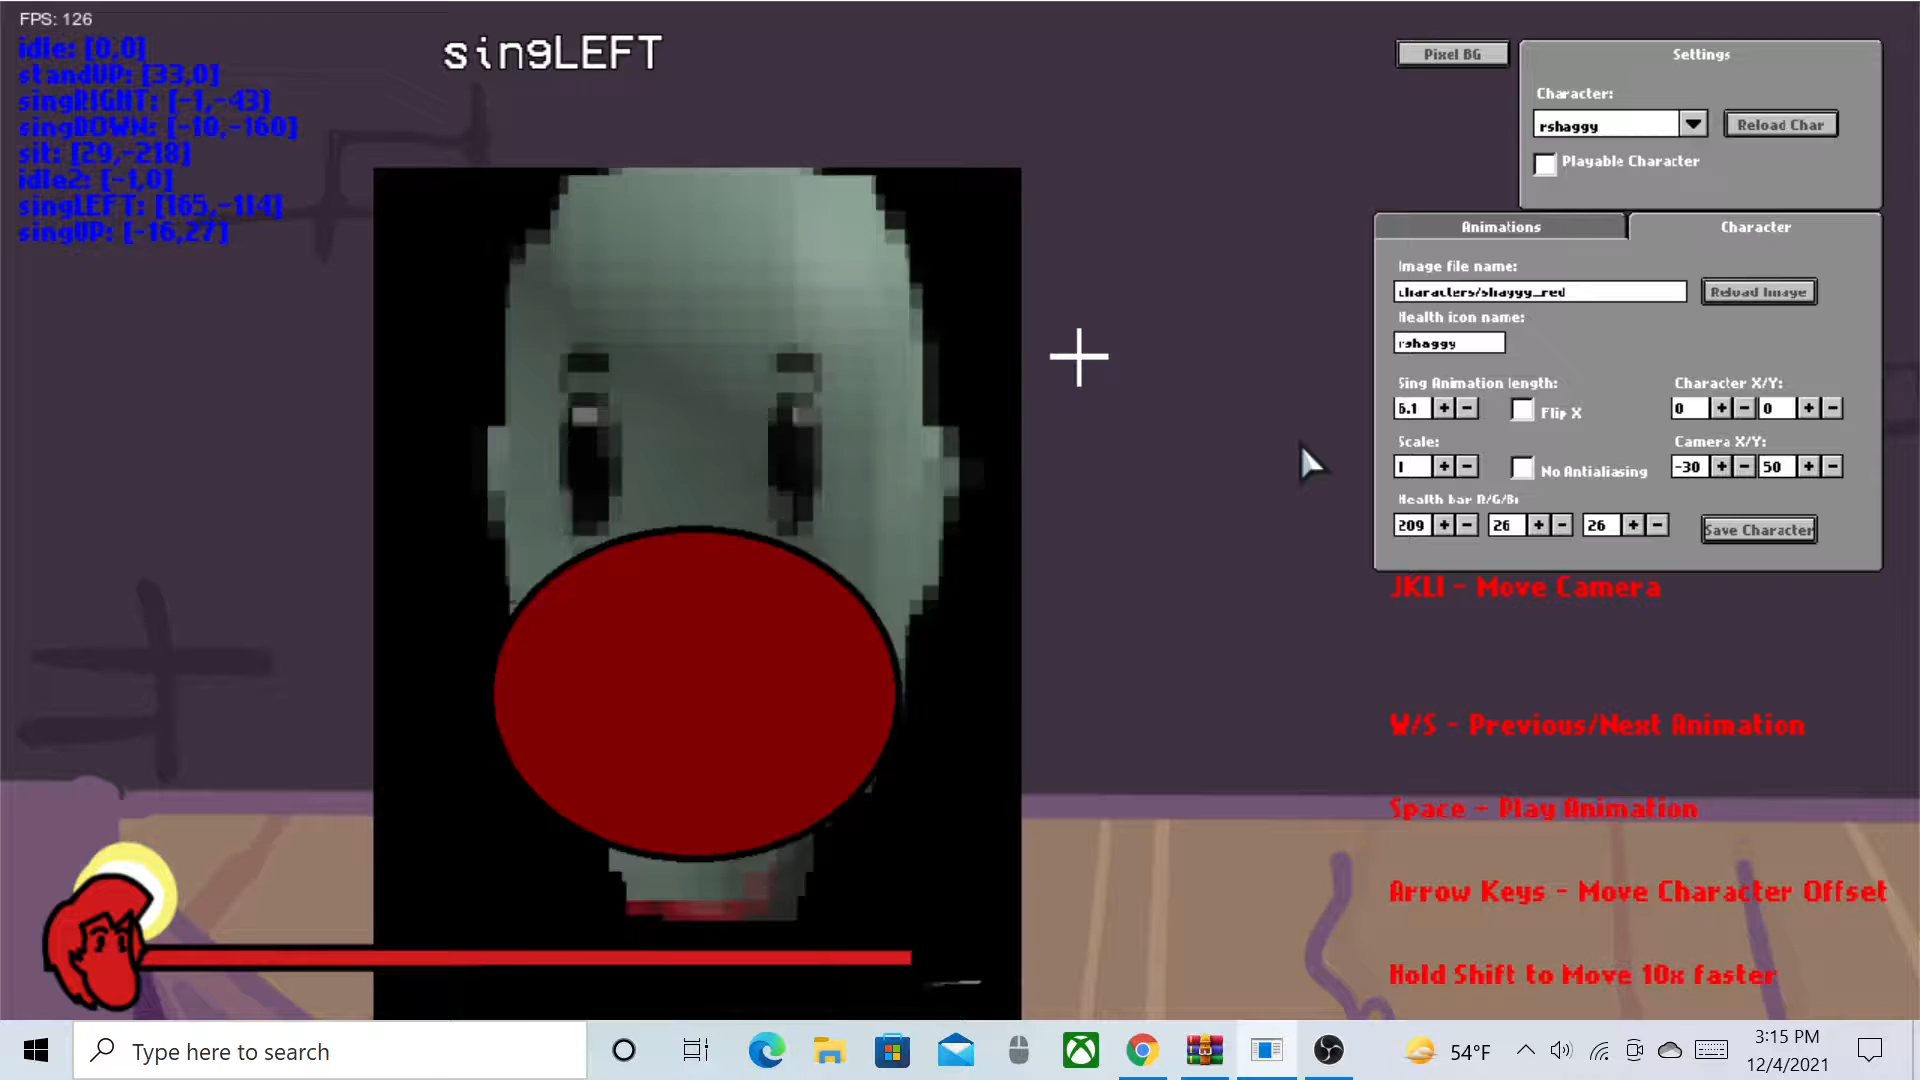 FPS: 126
idle: [0,0]
standUP: [33,0]
singRIGHT: [-1,-43]
singDOWN: [-10,-160]
sit: [29,-218]
idle2: [-1,0]
singLEFT: [165,-114]
singUP: [-16,27]
singLEFT
Pixel BG
Settings
Character:
rshaggy
Reload Char
Playable Character
Animations
Character
Image file name:
characters/shaggy_red
Reload Image
Health icon name:
rshaggy
Sing Animation length:
Character X/Y:
6.1 + -
Flip X
0 + - 0 + -
Scale:
Camera X/Y:
1 + -
No Antialiasing
-30 + - 50 + -
Health bar R/G/B:
209 + - 26 + - 26 + -
Save Character
JKLI - Move Camera
W/S - Previous/Next Animation
Space - Play Animation
Arrow Keys - Move Character Offset
Hold Shift to Move 10x faster
Type here to search
54°F
3:15 PM
12/4/2021